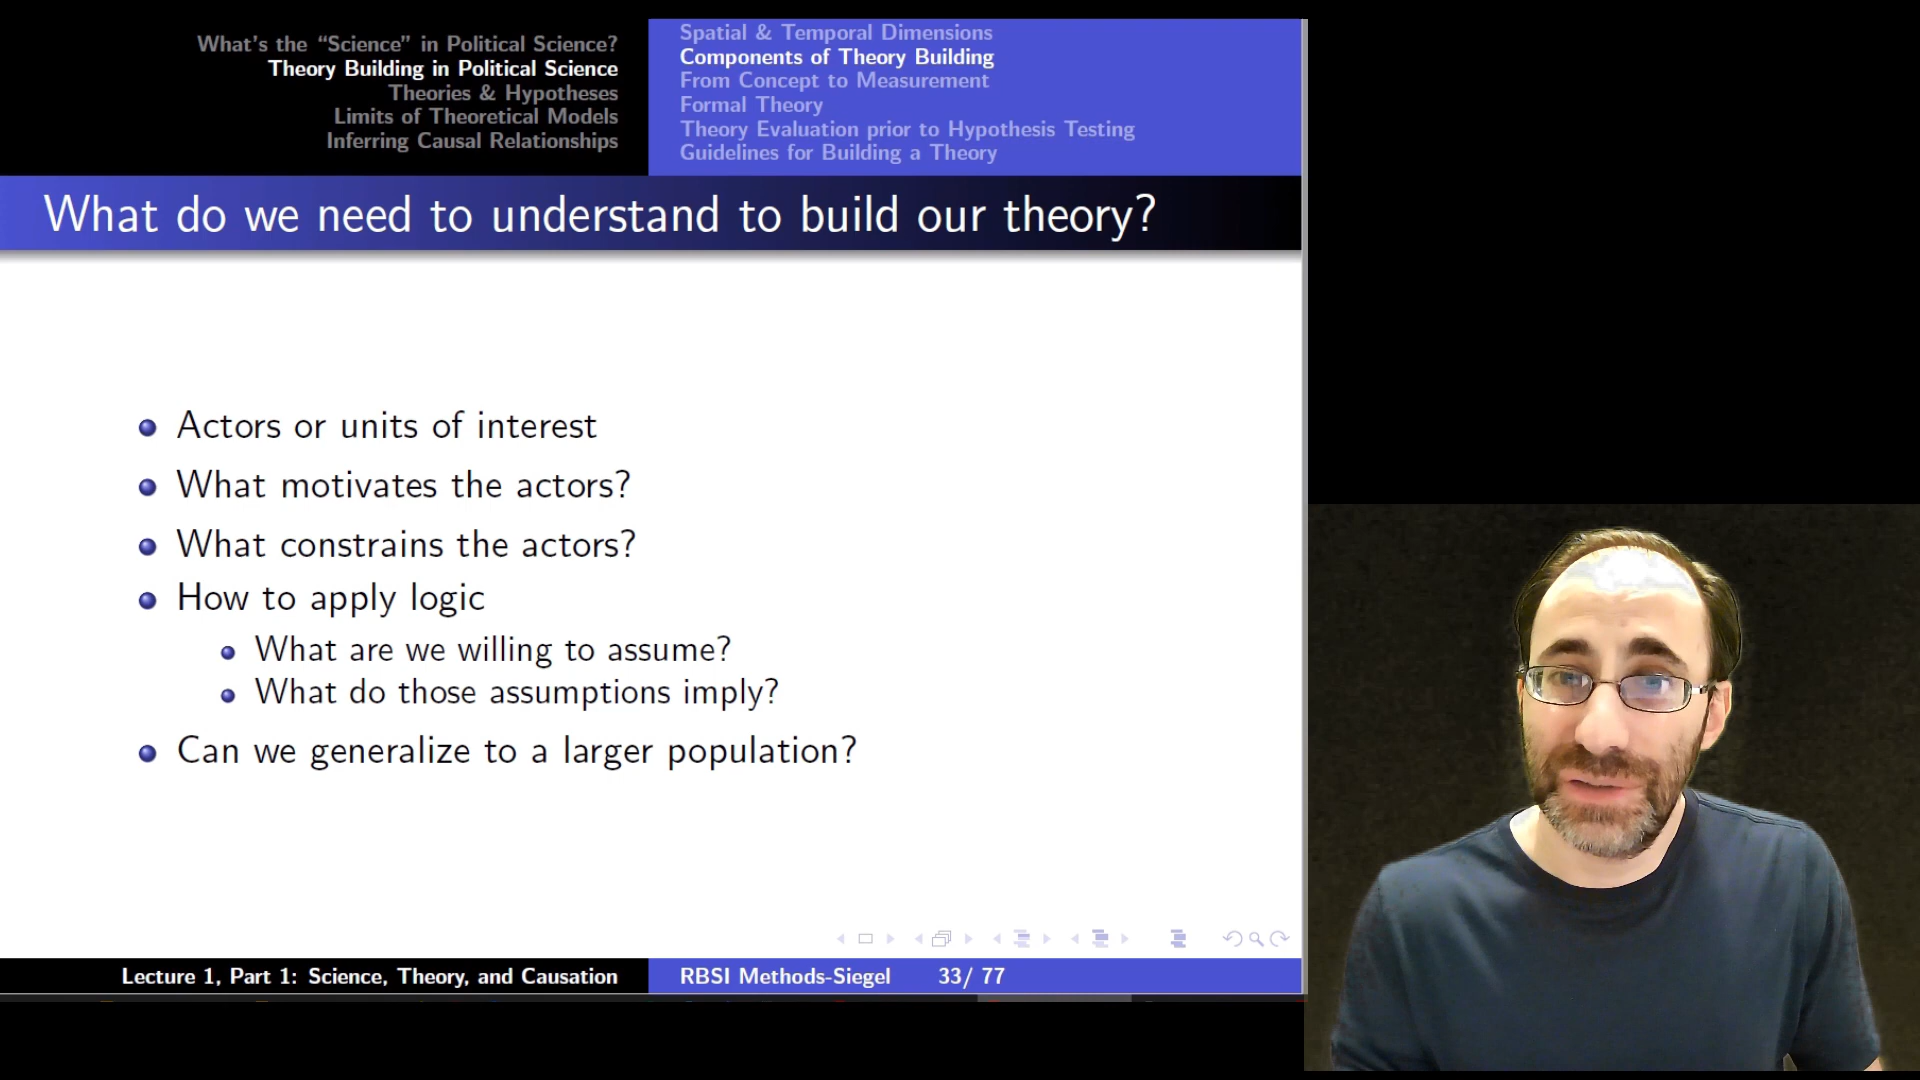 What's the “Science” in Political Science?
Theory Building in Political Science
Theories & Hypotheses
Limits of Theoretical Models
Inferring Causal Relationships
Spatial & Temporal Dimensions
Components of Theory Building
From Concept to Measurement
Formal Theory
Theory Evaluation prior to Hypothesis Testing
Guidelines for Building a Theory
What do we need to understand to build our theory?
Actors or units of interest
What motivates the actors?
What constrains the actors?
How to apply logic
What are we willing to assume?
What do those assumptions imply?
Can we generalize to a larger population?
Lecture 1, Part 1: Science, Theory, and Causation
RBSI Methods-Siegel 33/ 77